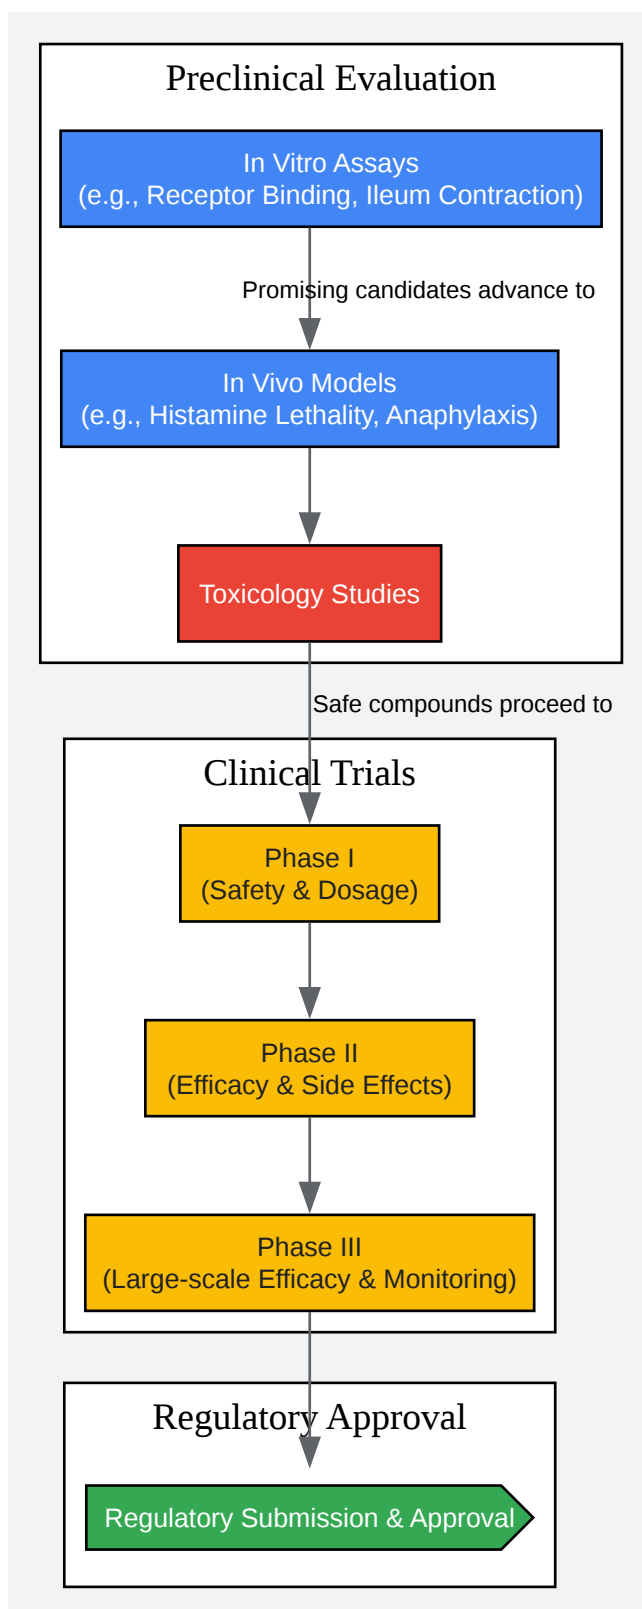 Preclinical Evaluation
In Vitro Assays
(e.g., Receptor Binding, Ileum Contraction)
Promising candidates advance to
In Vivo Models
(e.g., Histamine Lethality, Anaphylaxis)
Toxicology Studies
Safe compounds proceed to
Clinical Trials
Phase I
(Safety & Dosage)
Phase II
(Efficacy & Side Effects)
Phase III
(Large-scale Efficacy & Monitoring)
Regulatory Approval
Regulatory Submission & Approval